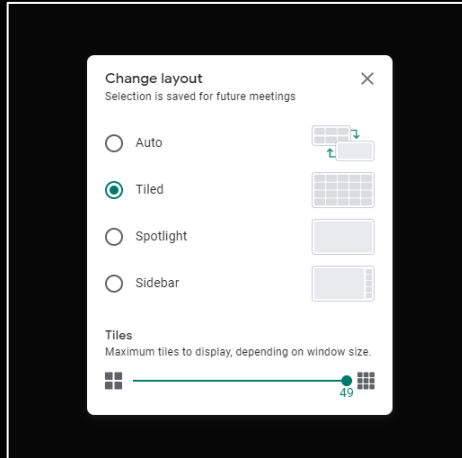 Change layout
Selection is saved for future meetings
Auto
Tiled
Spotlight
Sidebar
Tiles
Maximum tiles to display, depending on window size.
49